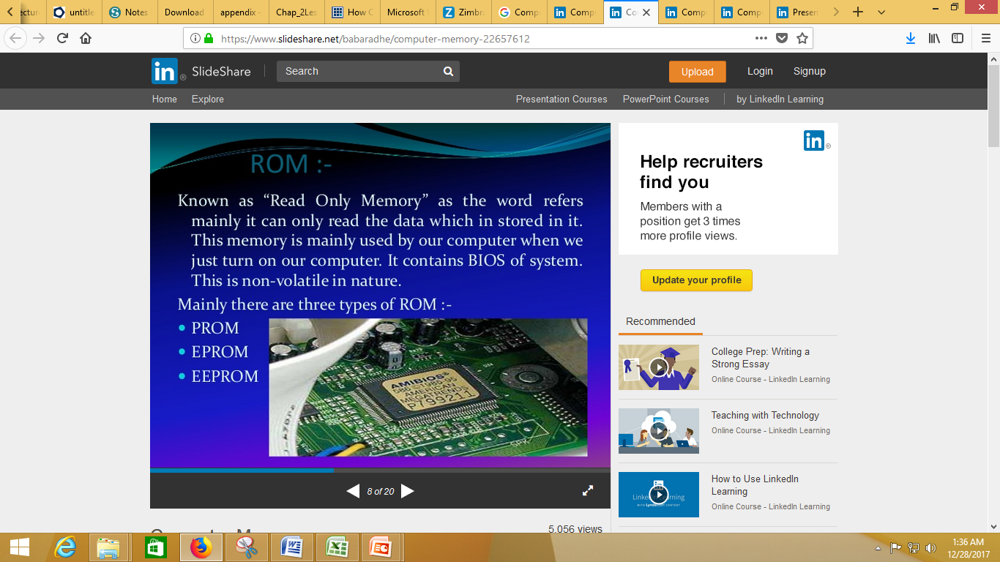 ectur
untitle
Notes
Download
appendix -
Chap_2Les
How C
Microsoft
Zimbra
Comp
Comp
Co
Comp
Comp
Presen
https://www.slideshare.net/babaradhe/computer-memory-22657612
in® SlideShare
Search
Upload
Login
Signup
Home
Explore
Presentation Courses
PowerPoint Courses
by LinkedIn Learning
ROM :-
Known as “Read Only Memory” as the word refers
mainly it can only read the data which in stored in it.
This memory is mainly used by our computer when we
just turn on our computer. It contains BIOS of system.
This is non-volatile in nature.
Mainly there are three types of ROM :-
• PROM
• EPROM
• EEPROM
AMIBIOS
AMERICAN
MEGATRENDS
P799211
8 of 20
5,056 views
in®
Help recruiters
find you
Members with a
position get 3 times
more profile views.
Update your profile
Recommended
College Prep: Writing a
Strong Essay
Online Course - LinkedIn Learning
Teaching with Technology
Online Course - LinkedIn Learning
How to Use LinkedIn
Learning
Online Course - LinkedIn Learning
1:36 AM
12/28/2017